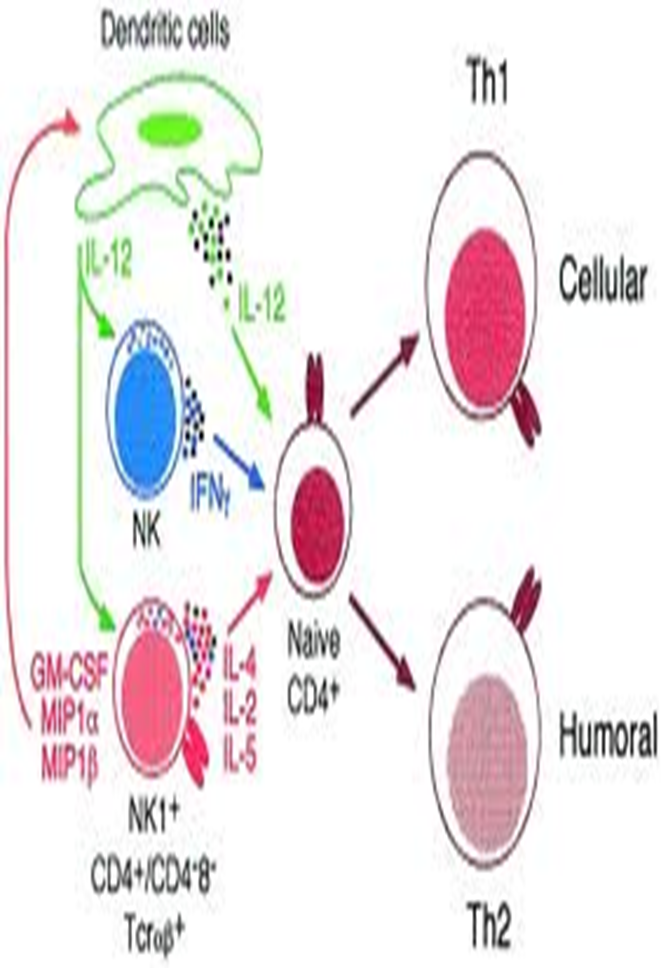 Dendritic cells
Th1
IL-12
IL-12
Cellular
IFNγ
NK
Naive
CD4+
GM-CSF
MIP1α
MIP1β
IL-4
IL-2
IL-5
Humoral
NK1+
CD4+/CD4-8-
Tcrαβ+
Th2